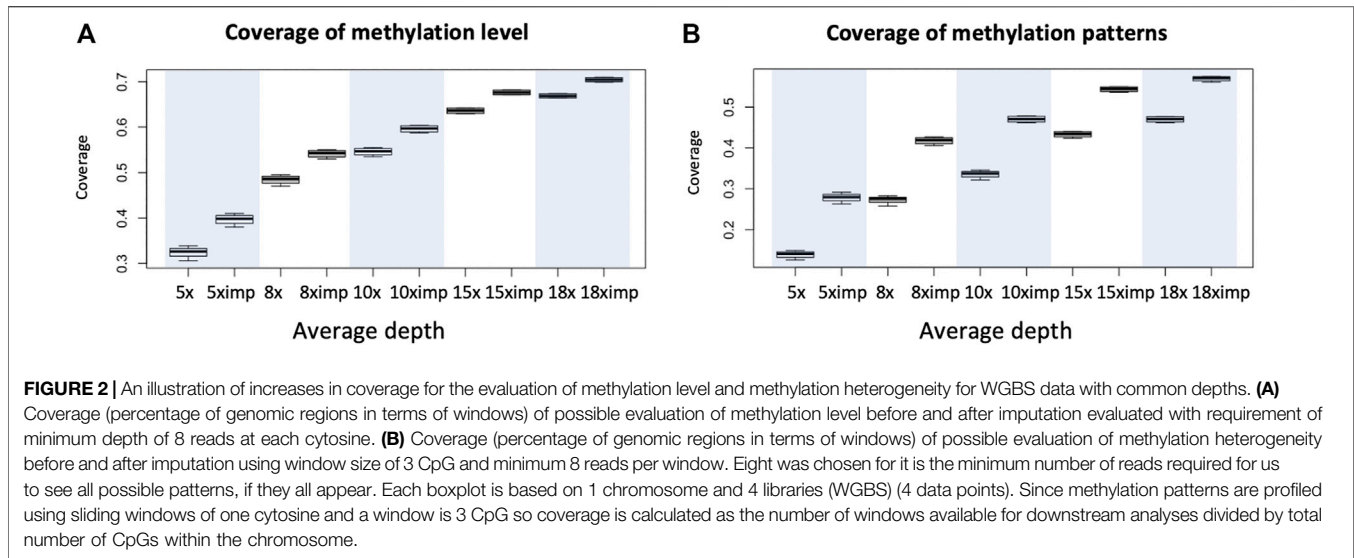 A
Coverage of methylation level
Coverage
0.7
0.6
0.5
0.4
0.3
5x 5ximp 8x 8ximp 10x 10ximp 15x 15ximp 18x 18ximp
Average depth
B
Coverage of methylation patterns
Coverage
0.5
0.4
0.3
0.2
5x 5ximp 8x 8ximp 10x 10ximp 15x 15ximp 18x 18ximp
Average depth
FIGURE 2 | An illustration of increases in coverage for the evaluation of methylation level and methylation heterogeneity for WGBS data with common depths. (A)
Coverage (percentage of genomic regions in terms of windows) of possible evaluation of methylation level before and after imputation evaluated with requirement of
minimum depth of 8 reads at each cytosine. (B) Coverage (percentage of genomic regions in terms of windows) of possible evaluation of methylation heterogeneity
before and after imputation using window size of 3 CpG and minimum 8 reads per window. Eight was chosen for it is the minimum number of reads required for us
to see all possible patterns, if they all appear. Each boxplot is based on 1 chromosome and 4 libraries (WGBS) (4 data points). Since methylation patterns are profiled
using sliding windows of one cytosine and a window is 3 CpG so coverage is calculated as the number of windows available for downstream analyses divided by total
number of CpGs within the chromosome.